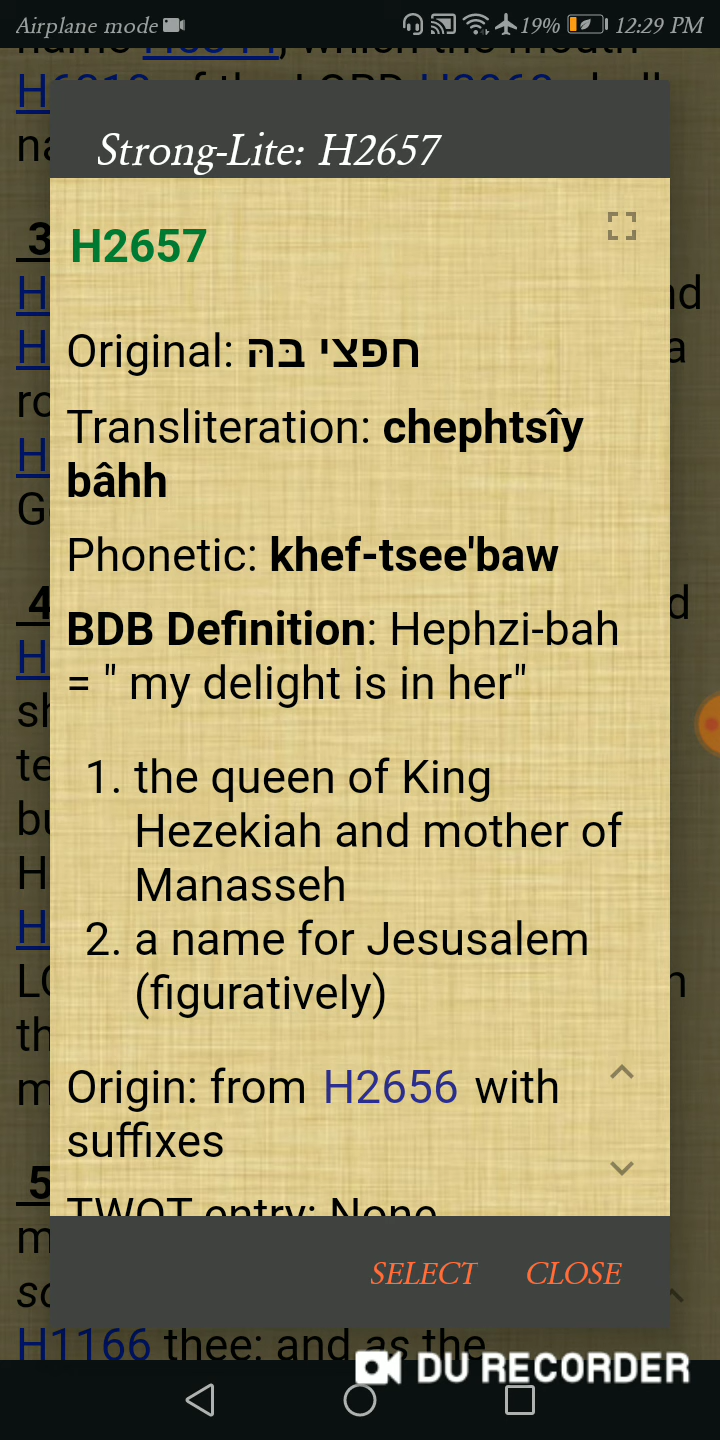 Airplane mode 19% 12:29 PM
Strong-Lite: H2657
H2657
Original: חפצי בּהּ
Transliteration: chephtsîy
bâhh
Phonetic: khef-tsee'baw
BDB Definition: Hephzi-bah
= " my delight is in her"
1. the queen of King
Hezekiah and mother of
Manasseh
2. a name for Jesusalem
(figuratively)
Origin: from H2656 with
suffixes
TWOT entry: None
SELECT CLOSE
H1166 thee: and as the
DU RECORDER